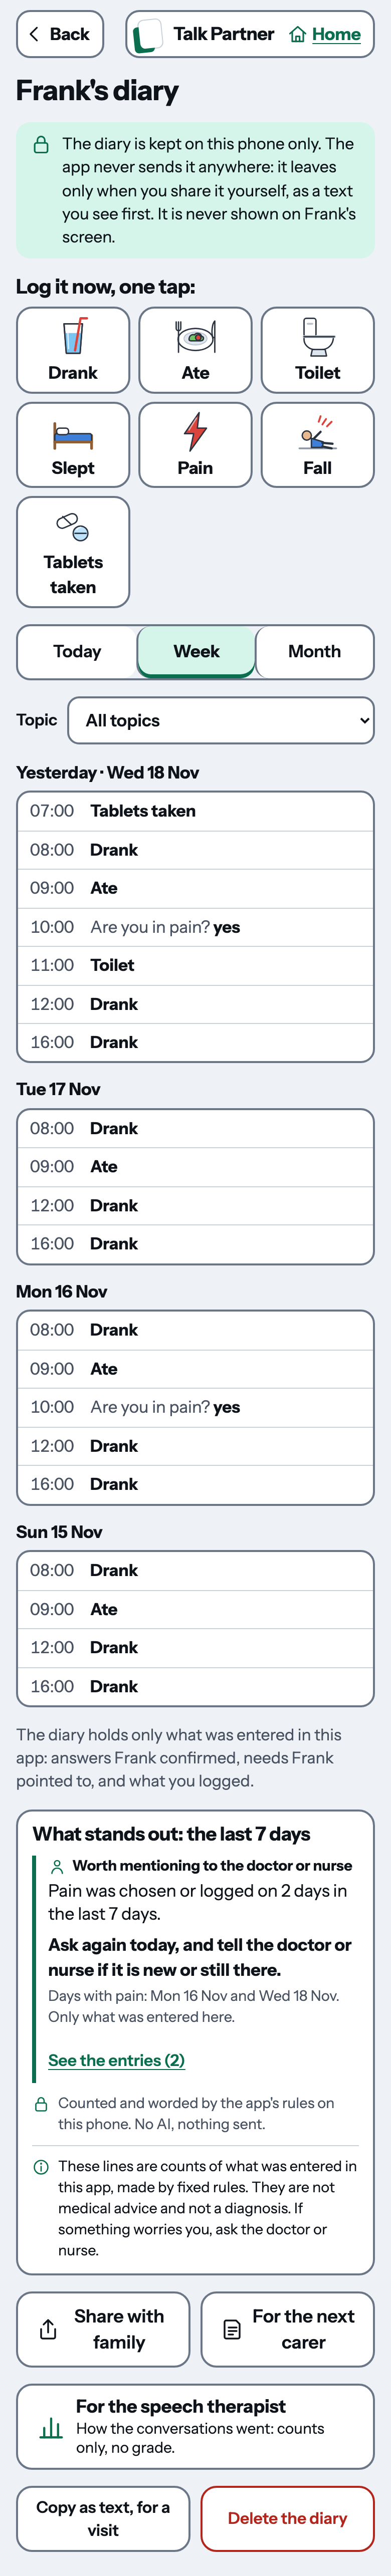 Back
Talk Partner
Home
Frank's diary
The diary is kept on this phone only. The
app never sends it anywhere: it leaves
only when you share it yourself, as a text
you see first. It is never shown on Frank's
screen.
Log it now, one tap:
Drank
Ate
Toilet
Slept
Pain
Fall
Tablets
taken
Today
Week
Month
Topic
All topics
Yesterday · Wed 18 Nov
07:00 Tablets taken
08:00 Drank
09:00 Ate
10:00 Are you in pain? yes
11:00 Toilet
12:00 Drank
16:00 Drank
Tue 17 Nov
08:00 Drank
09:00 Ate
12:00 Drank
16:00 Drank
Mon 16 Nov
08:00 Drank
09:00 Ate
10:00 Are you in pain? yes
12:00 Drank
16:00 Drank
Sun 15 Nov
08:00 Drank
09:00 Ate
12:00 Drank
16:00 Drank
The diary holds only what was entered in this
app: answers Frank confirmed, needs Frank
pointed to, and what you logged.
What stands out: the last 7 days
Worth mentioning to the doctor or nurse
Pain was chosen or logged on 2 days in
the last 7 days.
Ask again today, and tell the doctor or
nurse if it is new or still there.
Days with pain: Mon 16 Nov and Wed 18 Nov.
Only what was entered here.
See the entries (2)
Counted and worded by the app's rules on
this phone. No AI, nothing sent.
These lines are counts of what was entered in
this app, made by fixed rules. They are not
medical advice and not a diagnosis. If
something worries you, ask the doctor or
nurse.
Share with
family
For the next
carer
For the speech therapist
How the conversations went: counts
only, no grade.
Copy as text, for a
visit
Delete the diary